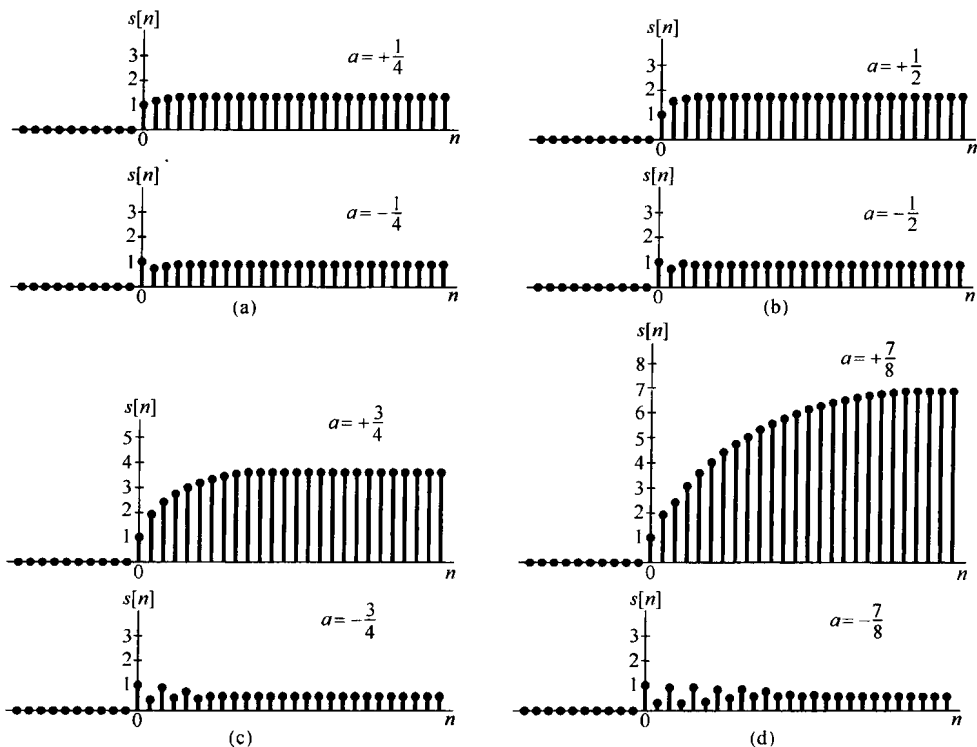 s[n]
3
2
1
0
n
a = +1/4
s[n]
3
2
1
0
n
a = −1/4
(a)
s[n]
3
2
1
0
n
a = +1/2
s[n]
3
2
1
0
n
a = −1/2
(b)
s[n]
5
4
3
2
1
0
n
a = +3/4
s[n]
3
2
1
0
n
a = −3/4
(c)
s[n]
8
7
6
5
4
3
2
1
0
n
a = +7/8
s[n]
3
2
1
0
n
a = −7/8
(d)